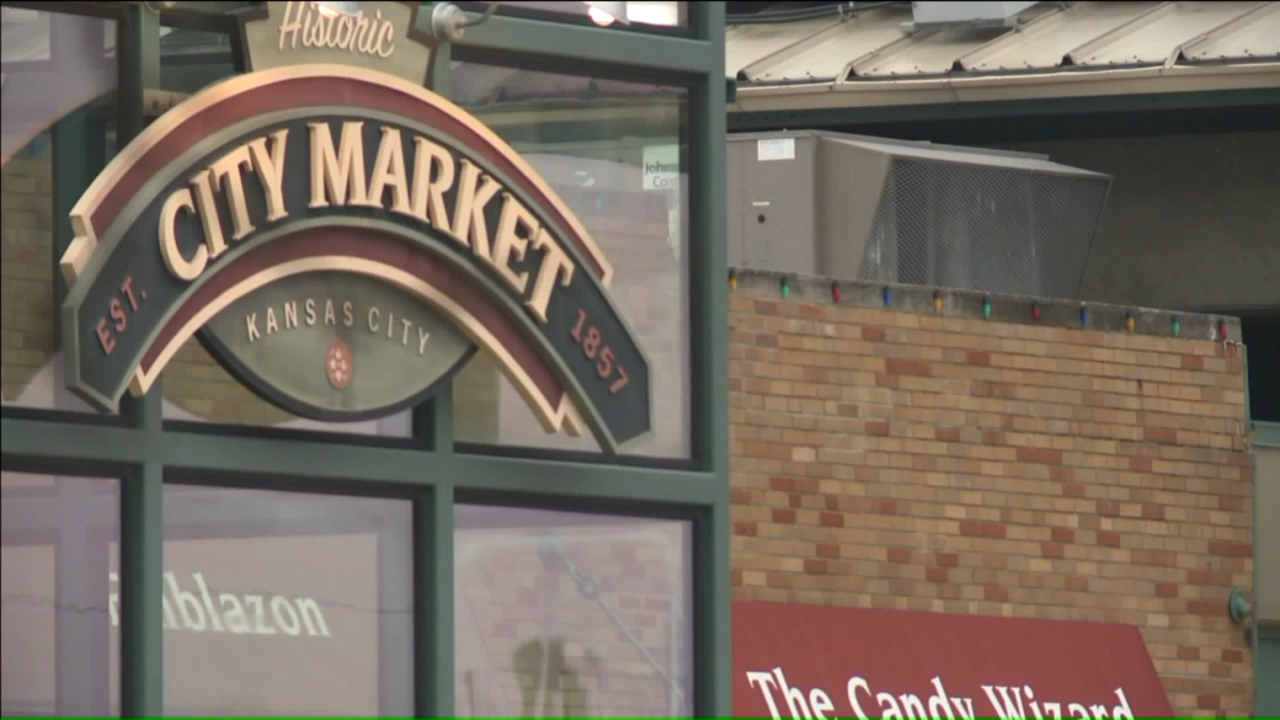 Historic
CITY MARKET
EST. 1857
KANSAS CITY
The Candy Wizard